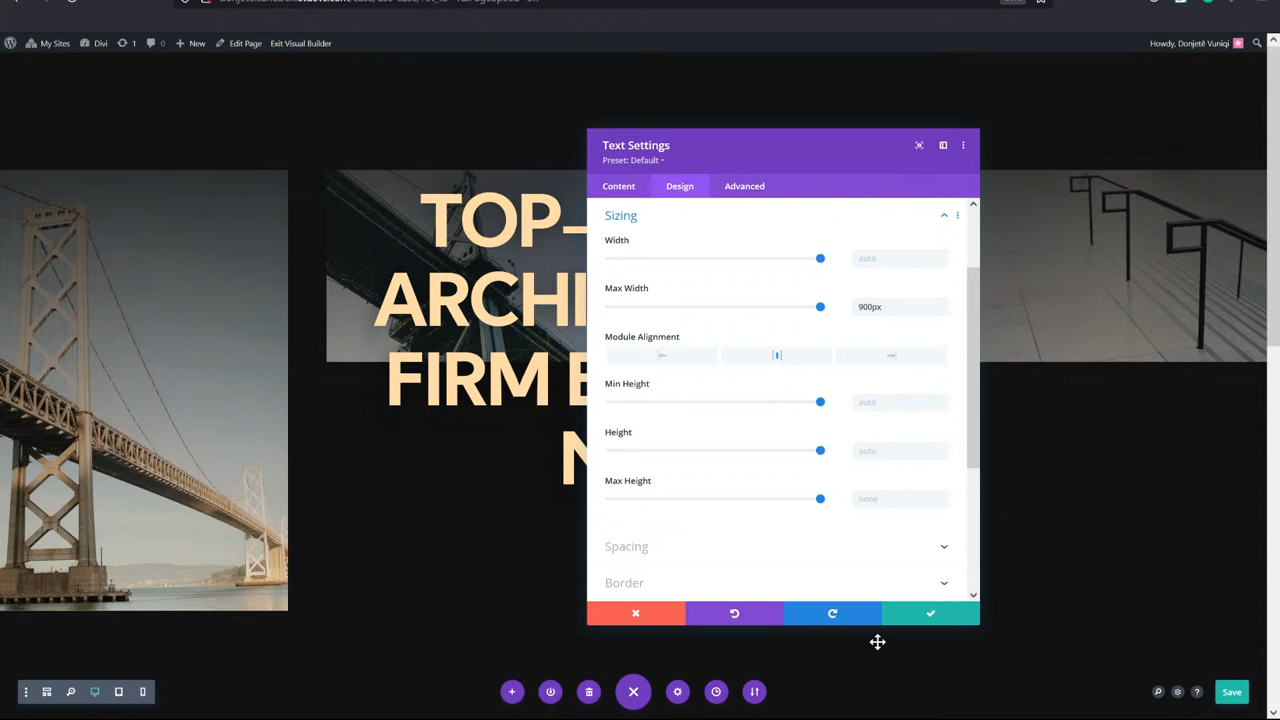 My Sites
Divi
1
0
New
Edit Page
Exit Visual Builder
Howdy, Donjetë Vuniqi
TOP-
ARCHI
FIRM
N
Text Settings
Preset: Default
Content
Design
Advanced
Sizing
Width
auto
Max Width
900px
Module Alignment
Min Height
auto
Height
auto
Max Height
none
Spacing
Border
Save